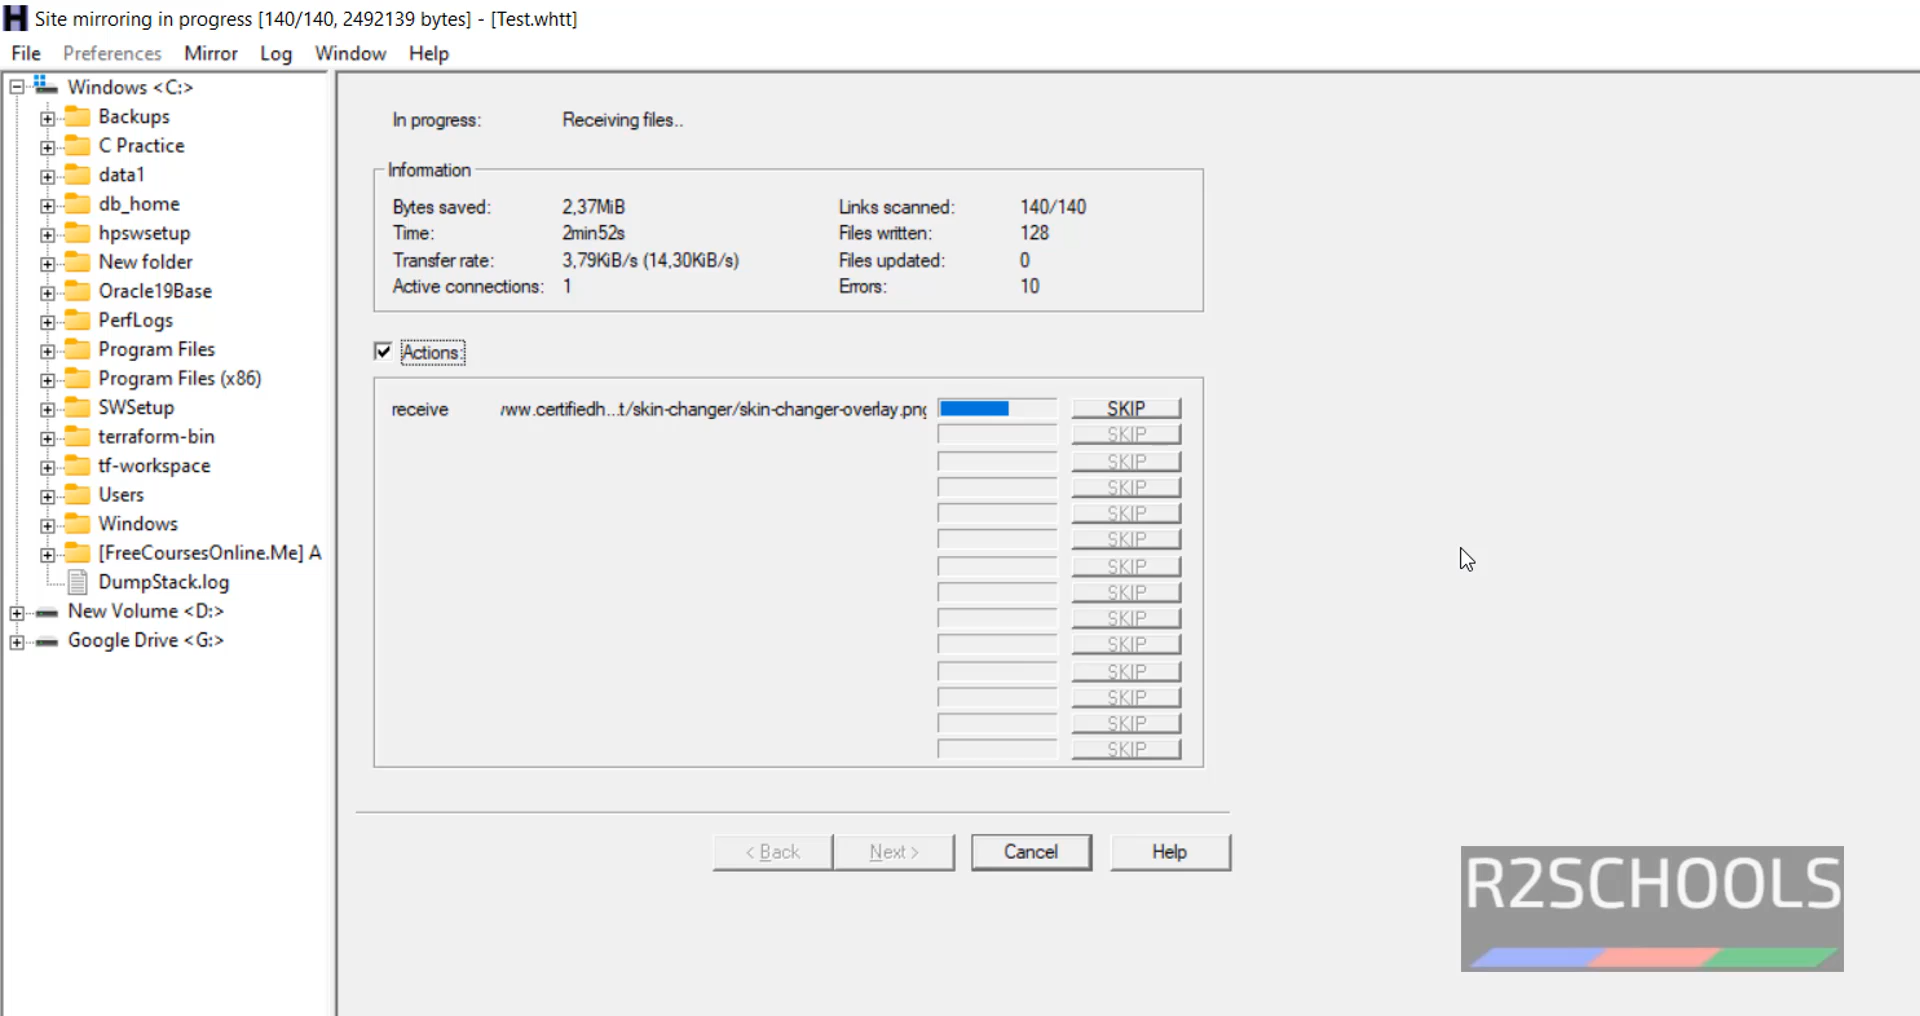 Site mirroring in progress [140/140, 2492139 bytes] - [Test.whtt]
File Preferences Mirror Log Window Help
Windows <C:>
Backups
C Practice
data1
db_home
hpswsetup
New folder
Oracle19Base
PerfLogs
Program Files
Program Files (x86)
SWSetup
terraform-bin
tf-workspace
Users
Windows
[FreeCoursesOnline.Me] A
DumpStack.log
New Volume <D:>
Google Drive <G:>
In progress: Receiving files..
Information
Bytes saved: 2,37MiB Links scanned: 140/140
Time: 2min52s Files written: 128
Transfer rate: 3,79KiB/s (14,30KiB/s) Files updated: 0
Active connections: 1 Errors: 10
Actions:
receive /ww.certifiedh...t/skin-changer/skin-changer-overlay.png SKIP
SKIP
SKIP
SKIP
SKIP
SKIP
SKIP
SKIP
SKIP
SKIP
SKIP
SKIP
SKIP
SKIP
< Back Next > Cancel Help
R2SCHOOLS